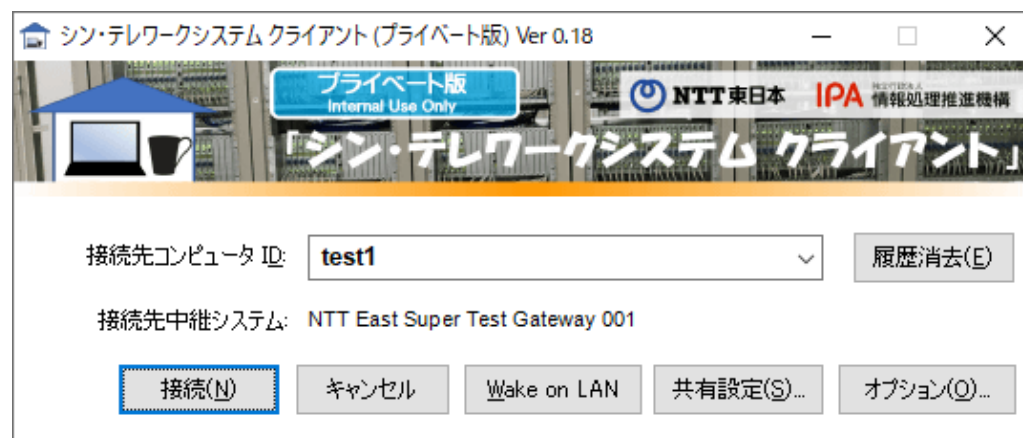 シン・テレワークシステム クライアント (プライベート版) Ver 0.18
プライベート版
Internal Use Only
NTT東日本
IPA 独立行政法人 情報処理推進機構
「シン・テレワークシステム クライアント」
接続先コンピュータ ID: test1 履歴消去(E)
接続先中継システム: NTT East Super Test Gateway 001
接続(N) キャンセル Wake on LAN 共有設定(S)... オプション(O)...